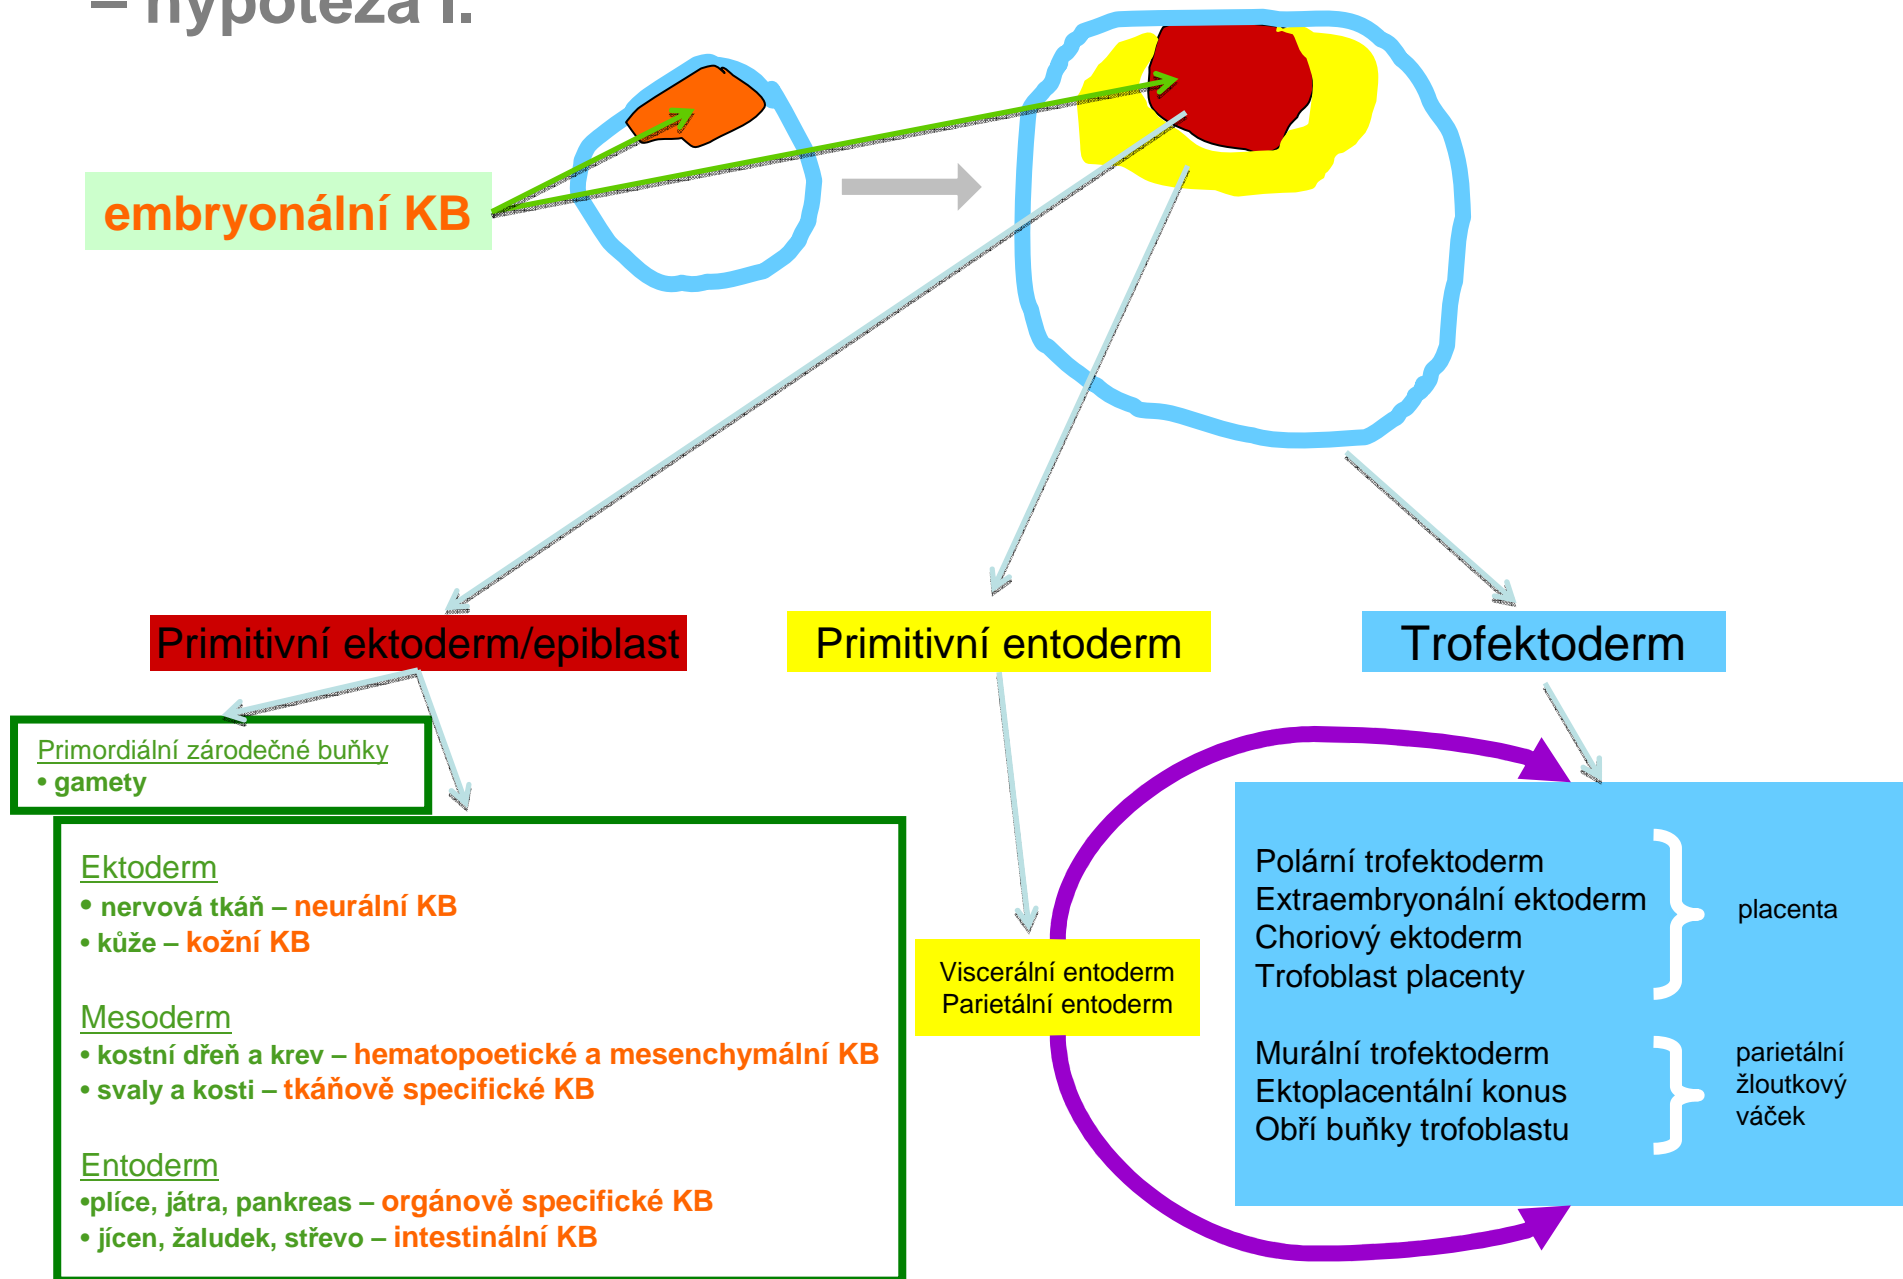 – hypotéza I.
embryonální KB
Primitivní ektoderm/epiblast
Primitivní entoderm
Trofektoderm
Primordiální zárodečné buňky
• gamety
Ektoderm
• nervová tkáň – neurální KB
• kůže – kožní KB
Mesoderm
• kostní dřeň a krev – hematopoetické a mesenchymální KB
• svaly a kosti – tkáňově specifické KB
Entoderm
•plíce, játra, pankreas – orgánově specifické KB
• jícen, žaludek, střevo – intestinální KB
Viscerální entoderm
Parietální entoderm
Polární trofektoderm
Extraembryonální ektoderm
Choriový ektoderm
Trofoblast placenty
placenta
Murální trofektoderm
Ektoplacentální konus
Obří buňky trofoblastu
parietální
žloutkový
váček